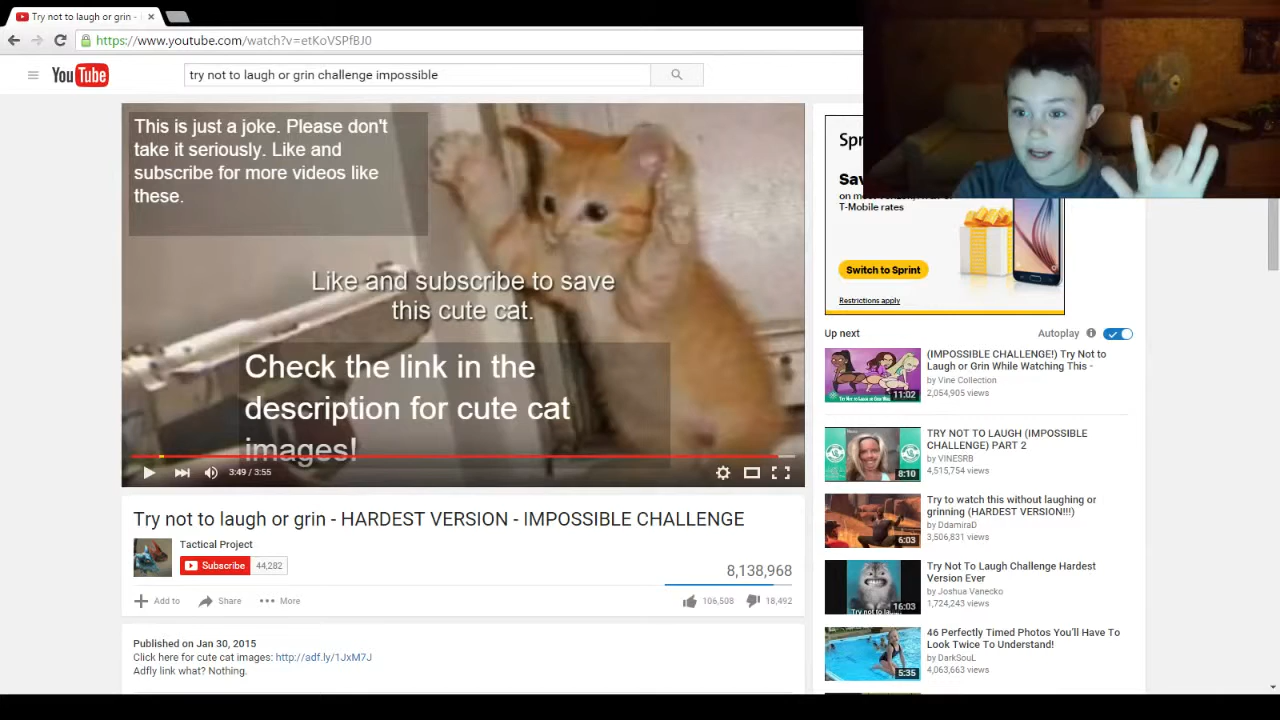 Try not to laugh or grin -
https://www.youtube.com/watch?v=etKoVSPfBJ0
YouTube
try not to laugh or grin challenge impossible
This is just a joke. Please don't
take it seriously. Like and
subscribe for more videos like
these.
Like and subscribe to save
this cute cat.
Check the link in the
description for cute cat
images!
3:49 / 3:55
Try not to laugh or grin - HARDEST VERSION - IMPOSSIBLE CHALLENGE
Tactical Project
Subscribe 44,282
8,138,968
Add to Share More 106,508 18,492
Published on Jan 30, 2015
Click here for cute cat images: http://adf.ly/1JxM7J
Adfly link what? Nothing.
T-Mobile rates
Switch to Sprint
Restrictions apply
Up next Autoplay
(IMPOSSIBLE CHALLENGE!) Try Not to
Laugh or Grin While Watching This -
by Vine Collection
2,054,905 views
11:02
TRY NOT TO LAUGH (IMPOSSIBLE
CHALLENGE) PART 2
by VINESRB
4,515,754 views
8:10
Try to watch this without laughing or
grinning (HARDEST VERSION!!!)
by DdamiraD
3,506,831 views
6:03
Try Not To Laugh Challenge Hardest
Version Ever
by Joshua Vanecko
1,724,243 views
16:03
46 Perfectly Timed Photos You'll Have To
Look Twice To Understand!
by DarkSouL
4,063,663 views
5:35